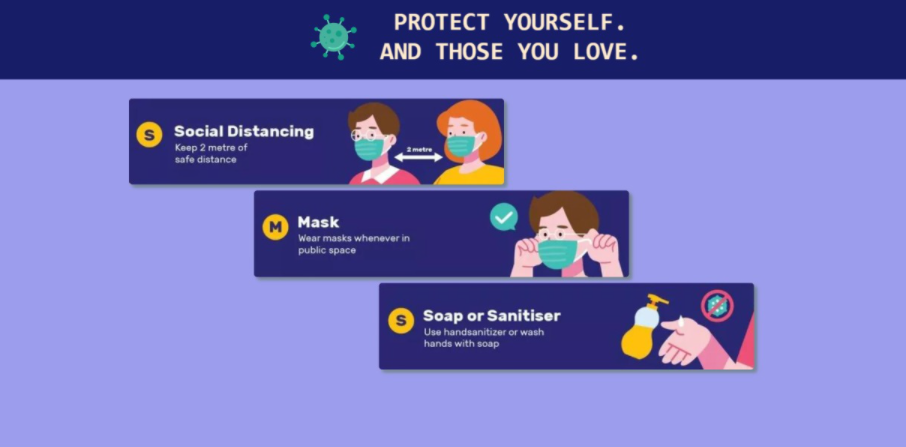 PROTECT YOURSELF.
AND THOSE YOU LOVE.
S
Social Distancing
Keep 2 metre of
safe distance
2 metre
M
Mask
Wear masks whenever in
public space
S
Soap or Sanitiser
Use handsanitizer or wash
hands with soap